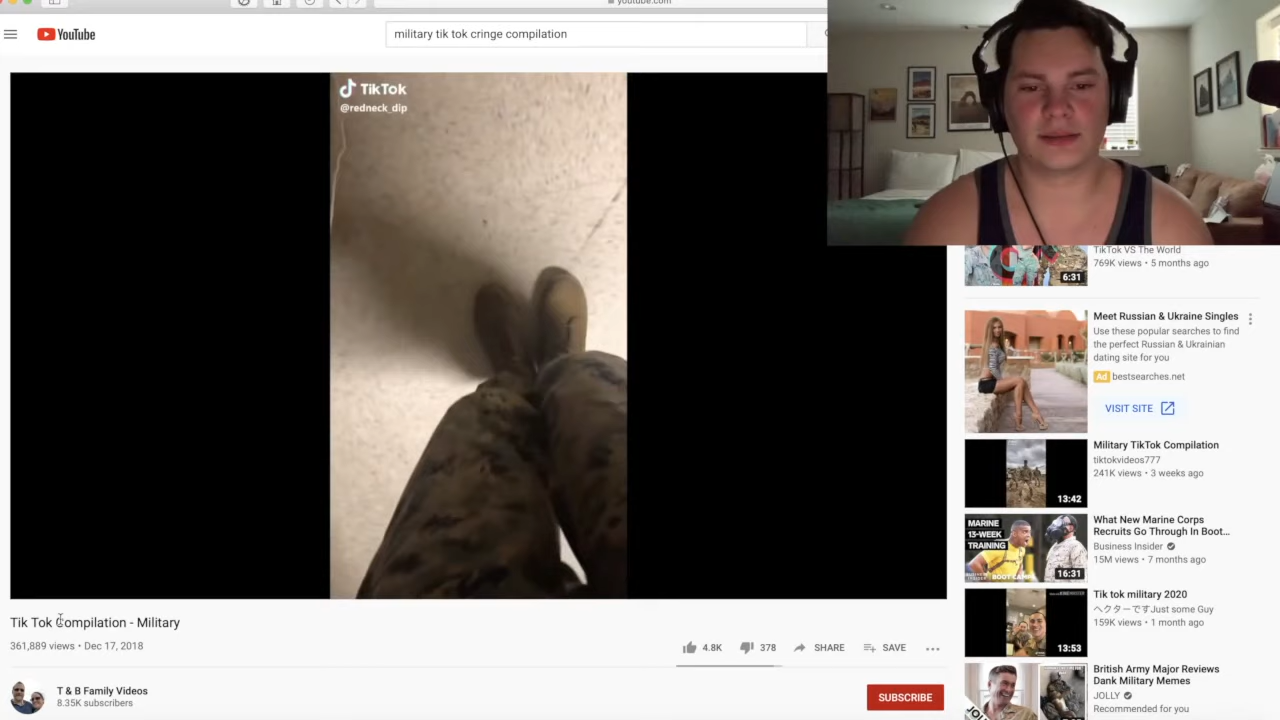 youtube.com
YouTube
military tik tok cringe compilation
TikTok
@redneck_dip
TikTok VS The World
769K views • 5 months ago
6:31
Meet Russian & Ukraine Singles
Use these popular searches to find
the perfect Russian & Ukrainian
dating site for you
Ad bestsearches.net
VISIT SITE
Military TikTok Compilation
tiktokvideos777
241K views • 3 weeks ago
13:42
MARINE
13-WEEK
TRAINING
BOOT CAMP
16:31
What New Marine Corps
Recruits Go Through In Boot...
Business Insider
15M views • 7 months ago
Tik tok military 2020
ヘクターですJust some Guy
159K views • 1 month ago
13:53
British Army Major Reviews
Dank Military Memes
JOLLY
Recommended for you
JOLLY
Tik Tok Compilation - Military
361,889 views • Dec 17, 2018
4.8K
378
SHARE
SAVE
T & B Family Videos
8.35K subscribers
SUBSCRIBE